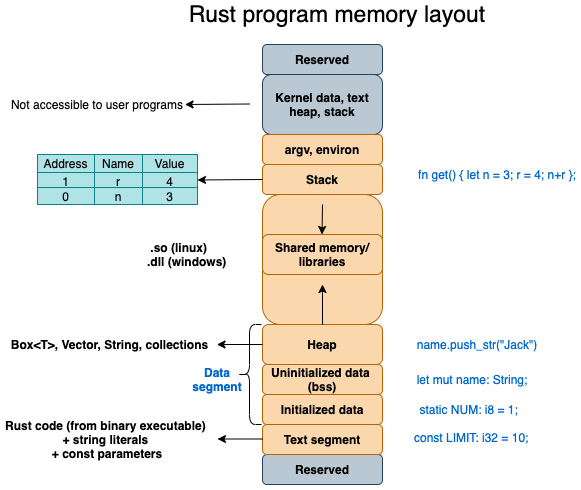 Rust program memory layout
Reserved
Not accessible to user programs
Kernel data, text
heap, stack
argv, environ
Address Name Value
1 r 4
0 n 3
Stack
fn get() { let n = 3; r = 4; n+r };
.so (linux)
.dll (windows)
Shared memory/
libraries
Box<T>, Vector, String, collections
Heap
name.push_str("Jack")
Data
segment
Uninitialized data
(bss)
let mut name: String;
Initialized data
static NUM: i8 = 1;
Rust code (from binary executable)
+ string literals
+ const parameters
Text segment
const LIMIT: i32 = 10;
Reserved